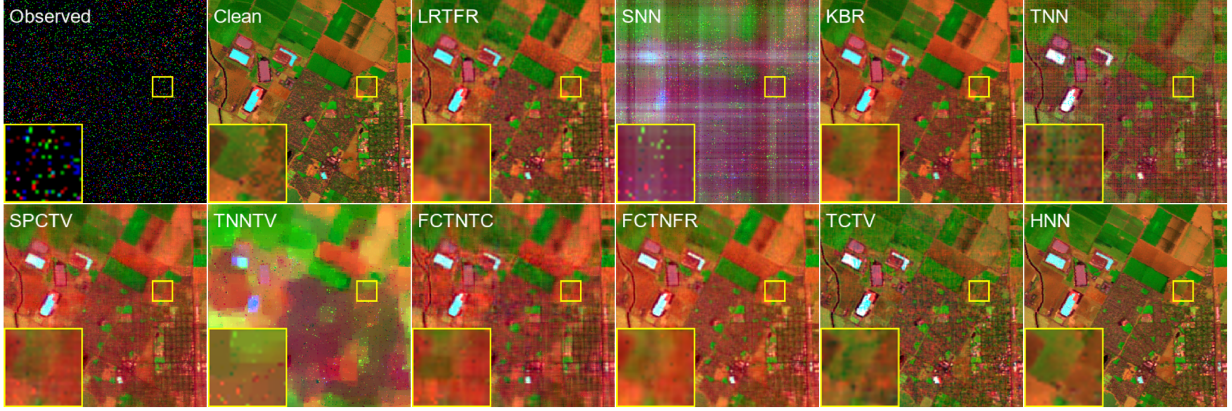 Observed
Clean
LRTFR
SNN
KBR
TNN
SPCTV
TNNTV
FCTNTC
FCTNFR
TCTV
HNN